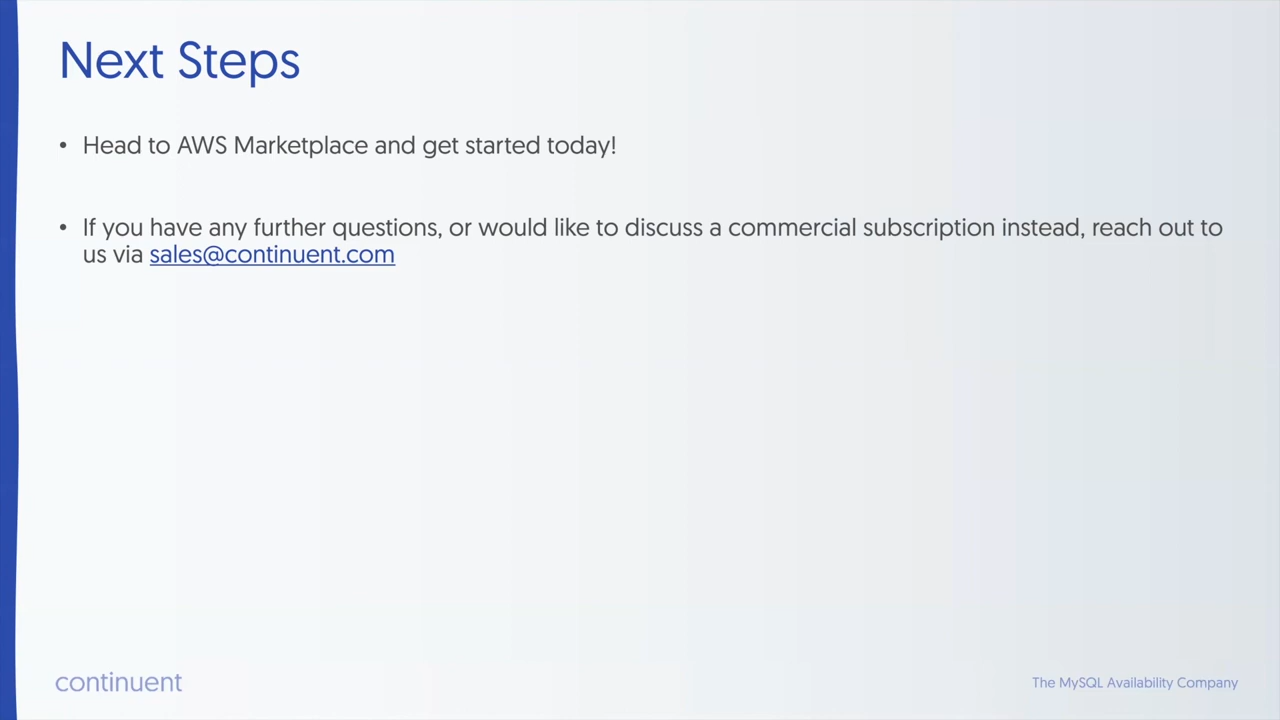 Next Steps
• Head to AWS Marketplace and get started today!
• If you have any further questions, or would like to discuss a commercial subscription instead, reach out to
us via sales@continuent.com
continuent
The MySQL Availability Company